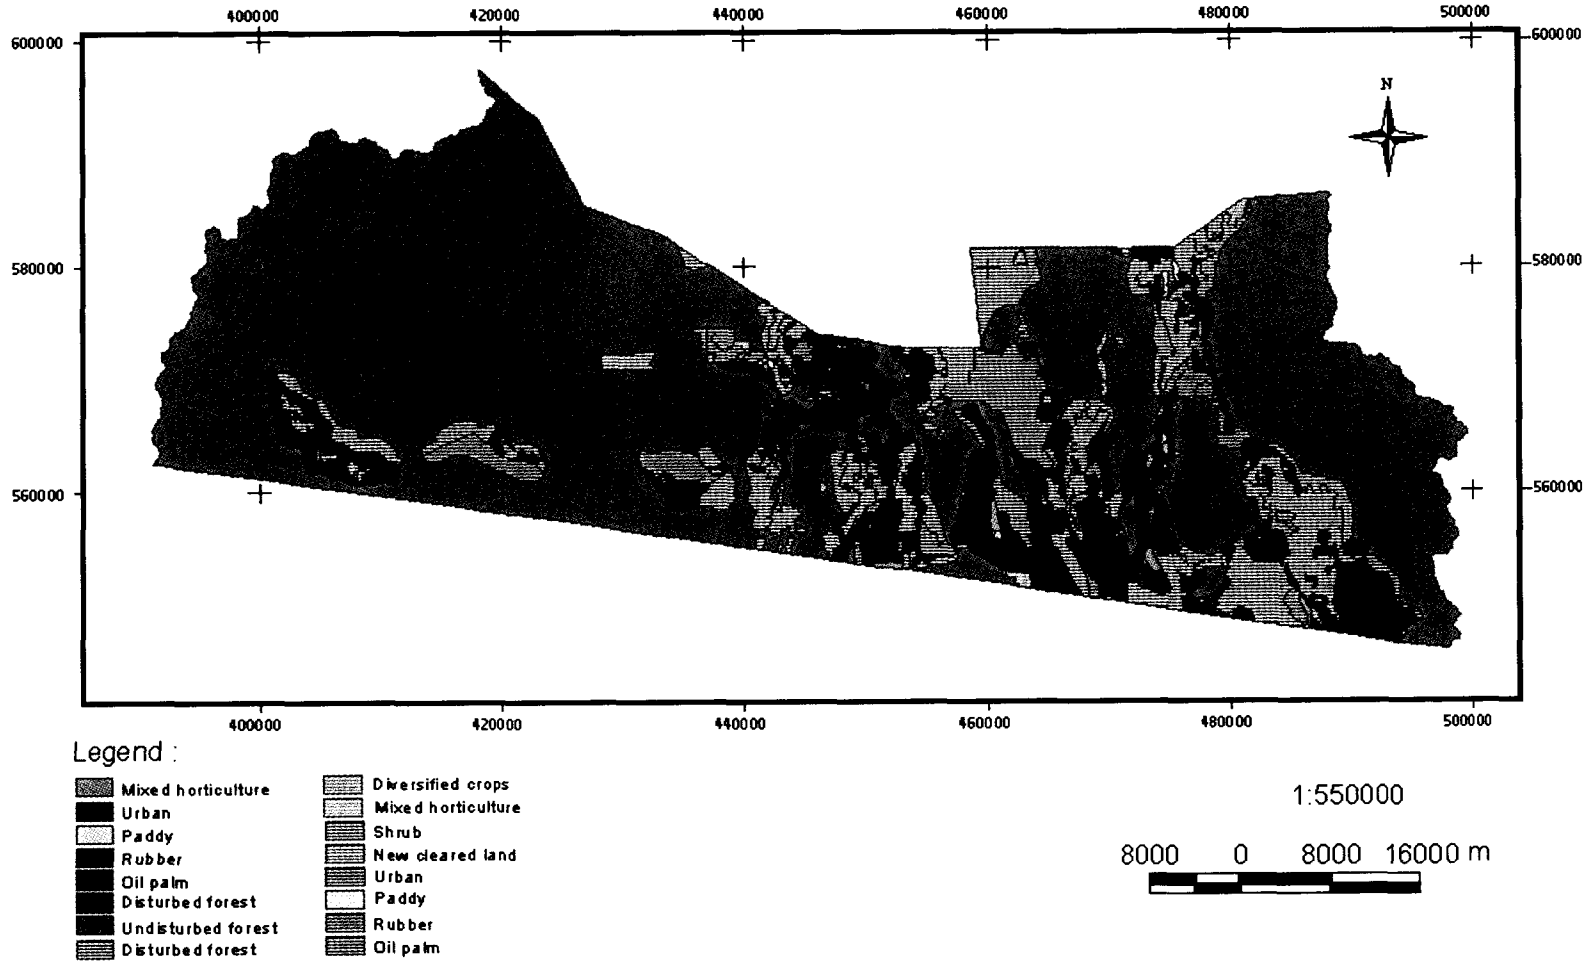 400000 420000 440000 460000 480000 500000
600000 600000
N
580000 580000
560000 560000
400000 420000 440000 460000 480000 500000
Legend :
Mixed horticulture
Urban
Paddy
Rubber
Oil palm
Disturbed forest
Undisturbed forest
Disturbed forest
Diversified crops
Mixed horticulture
Shrub
New cleared land
Urban
Paddy
Rubber
Oil palm
1:550000
8000 0 8000 16000 m